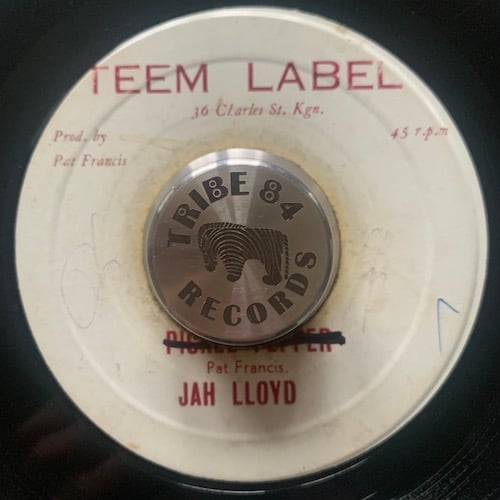 TEEM LABEL
36 Charles St. Kgn.
Prod. by
Pat Francis
45 r.p.m
TRIBE 84
RECORDS
Pat Francis.
JAH LLOYD